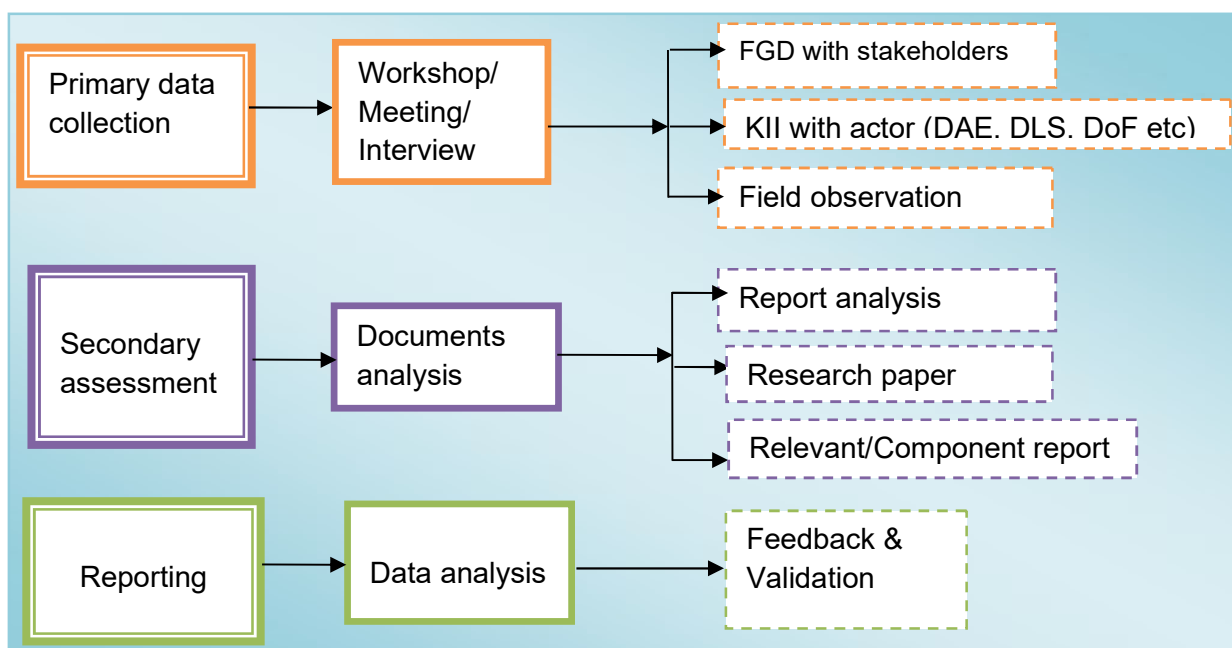 Primary data
collection
Workshop/
Meeting/
Interview
FGD with stakeholders
KII with actor (DAE. DLS. DoF etc)
Field observation
Secondary
assessment
Documents
analysis
Report analysis
Research paper
Relevant/Component report
Reporting
Data analysis
Feedback &
Validation